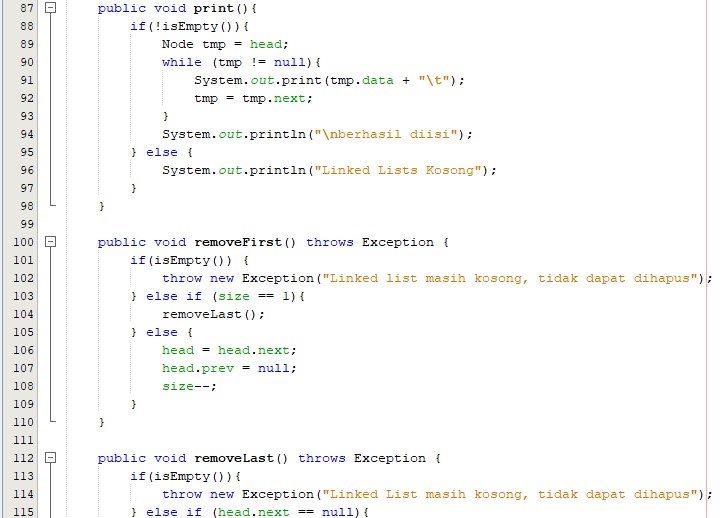 87 public void print(){
88 if(!isEmpty()){
89 Node tmp = head;
90 while (tmp != null){
91 System.out.print(tmp.data + "\t");
92 tmp = tmp.next;
93 }
94 System.out.println("\nberhasil diisi");
95 } else {
96 System.out.println("Linked Lists Kosong");
97 }
98 }
99
100 public void removeFirst() throws Exception {
101 if(isEmpty()) {
102 throw new Exception("Linked list masih kosong, tidak dapat dihapus");
103 } else if (size == 1){
104 removeLast();
105 } else {
106 head = head.next;
107 head.prev = null;
108 size--;
109 }
110 }
111
112 public void removeLast() throws Exception {
113 if(isEmpty()){
114 throw new Exception("Linked List masih kosong, tidak dapat dihapus");
115 } else if (head.next == null){